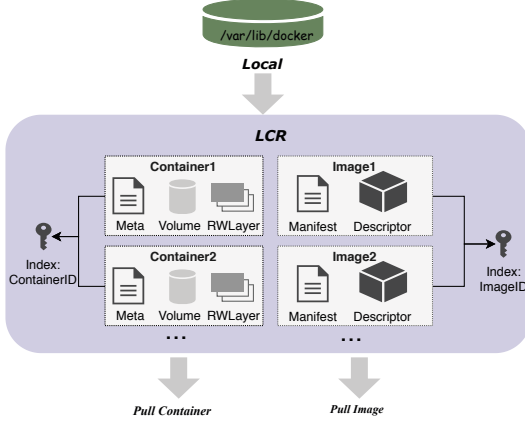 /var/lib/docker
Local
LCR
Container1
Meta Volume RWLayer
Image1
Manifest Descriptor
Index:
ContainerID
Container2
Meta Volume RWLayer
...
Image2
Manifest Descriptor
...
Index:
ImageID
Pull Container
Pull Image